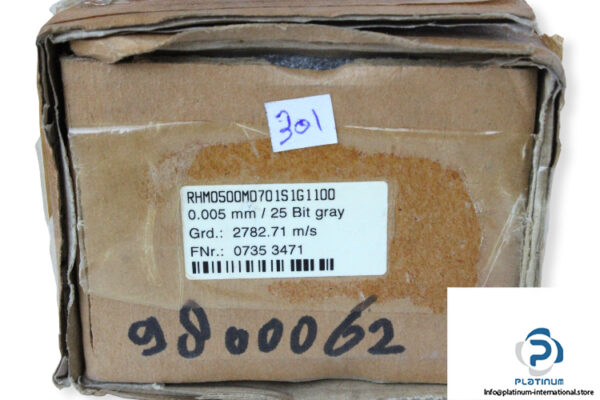 301
RHM0500M0701S1G1100
0.005 mm / 25 Bit gray
Grd.: 2782.71 m/s
FNr.: 0735 3471
9800062
PLATINUM
Info@platinum-international.store